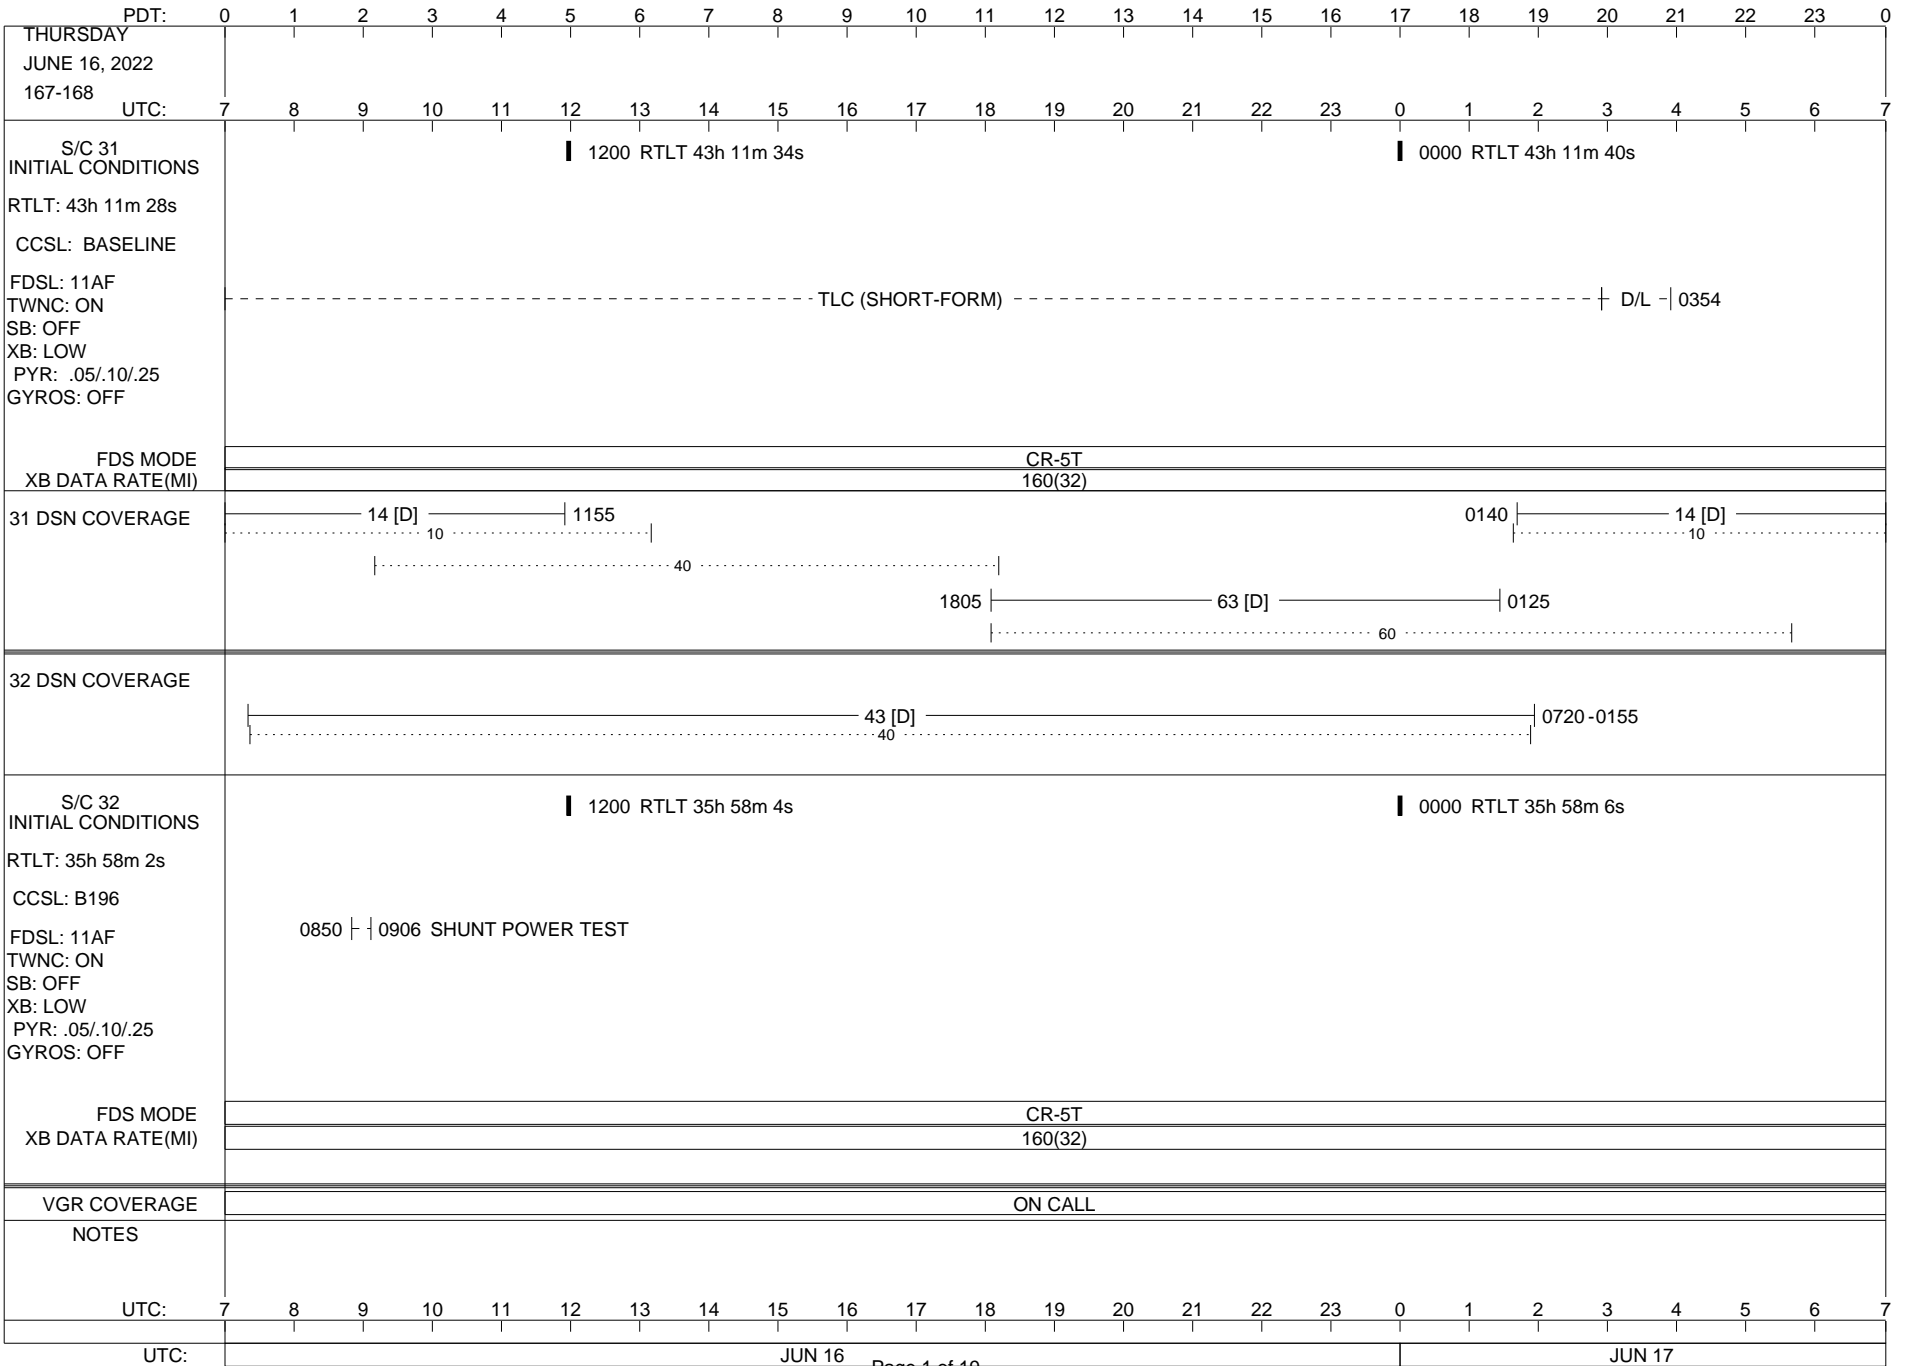 PDT: 0 1 2 3 4 5 6 7 8 9 10 11 12 13 14 15 16 17 18 19 20 21 22 23 0
THURSDAY
JUNE 16, 2022
167-168
UTC: 7 8 9 10 11 12 13 14 15 16 17 18 19 20 21 22 23 0 1 2 3 4 5 6 7
S/C 31
INITIAL CONDITIONS
1200 RTLT 43h 11m 34s
0000 RTLT 43h 11m 40s
RTLT: 43h 11m 28s
CCSL: BASELINE
FDSL: 11AF
TWNC: ON
SB: OFF
XB: LOW
PYR: .05/.10/.25
GYROS: OFF
TLC (SHORT-FORM) D/L 0354
FDS MODE CR-5T
XB DATA RATE(MI) 160(32)
31 DSN COVERAGE 14 [D] 1155 0140 14 [D]
10 10
40
1805 63 [D] 0125
60
32 DSN COVERAGE
43 [D] 0720-0155
40
S/C 32
INITIAL CONDITIONS
1200 RTLT 35h 58m 4s
0000 RTLT 35h 58m 6s
RTLT: 35h 58m 2s
CCSL: B196
0850 0906 SHUNT POWER TEST
FDSL: 11AF
TWNC: ON
SB: OFF
XB: LOW
PYR: .05/.10/.25
GYROS: OFF
FDS MODE CR-5T
XB DATA RATE(MI) 160(32)
VGR COVERAGE ON CALL
NOTES
UTC: 7 8 9 10 11 12 13 14 15 16 17 18 19 20 21 22 23 0 1 2 3 4 5 6 7
UTC: JUN 16 JUN 17
Page 1 of 10